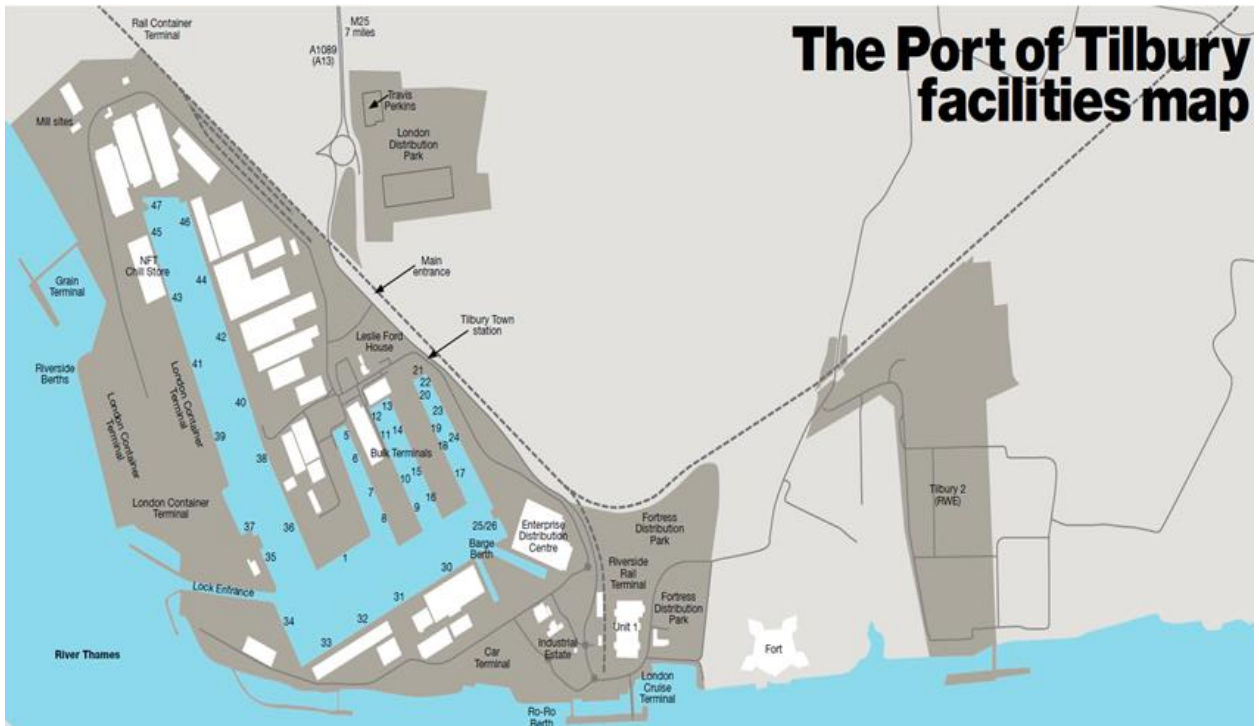 The Port of Tilbury
facilities map
Rail Container
Terminal
M25
7 miles
A1089
(A13)
Travis
Perkins
London
Distribution
Park
Mill sites
47
46
45
NFT
Chill Store
44
43
Grain
Terminal
Main
entrance
Tilbury Town
station
Leslie Ford
House
42
41
Riverside
Berths
London Container
Terminal
London Container
Terminal
40
39
38
21
22
20
13
12
23
14
11
19
24
18
5
Bulk Terminals
6
15
10
17
7
16
9
8
London Container
Terminal
37
36
35
1
25/26
Barge
Berth
Enterprise
Distribution
Centre
30
31
32
33
34
Lock Entrance
Fortress
Distribution
Park
Riverside
Rail
Terminal
Fortress
Distribution
Park
Unit 1
Tilbury 2
(RWE)
Fort
Industrial
Estate
Car
Terminal
London
Cruise
Terminal
Ro-Ro
Berth
River Thames